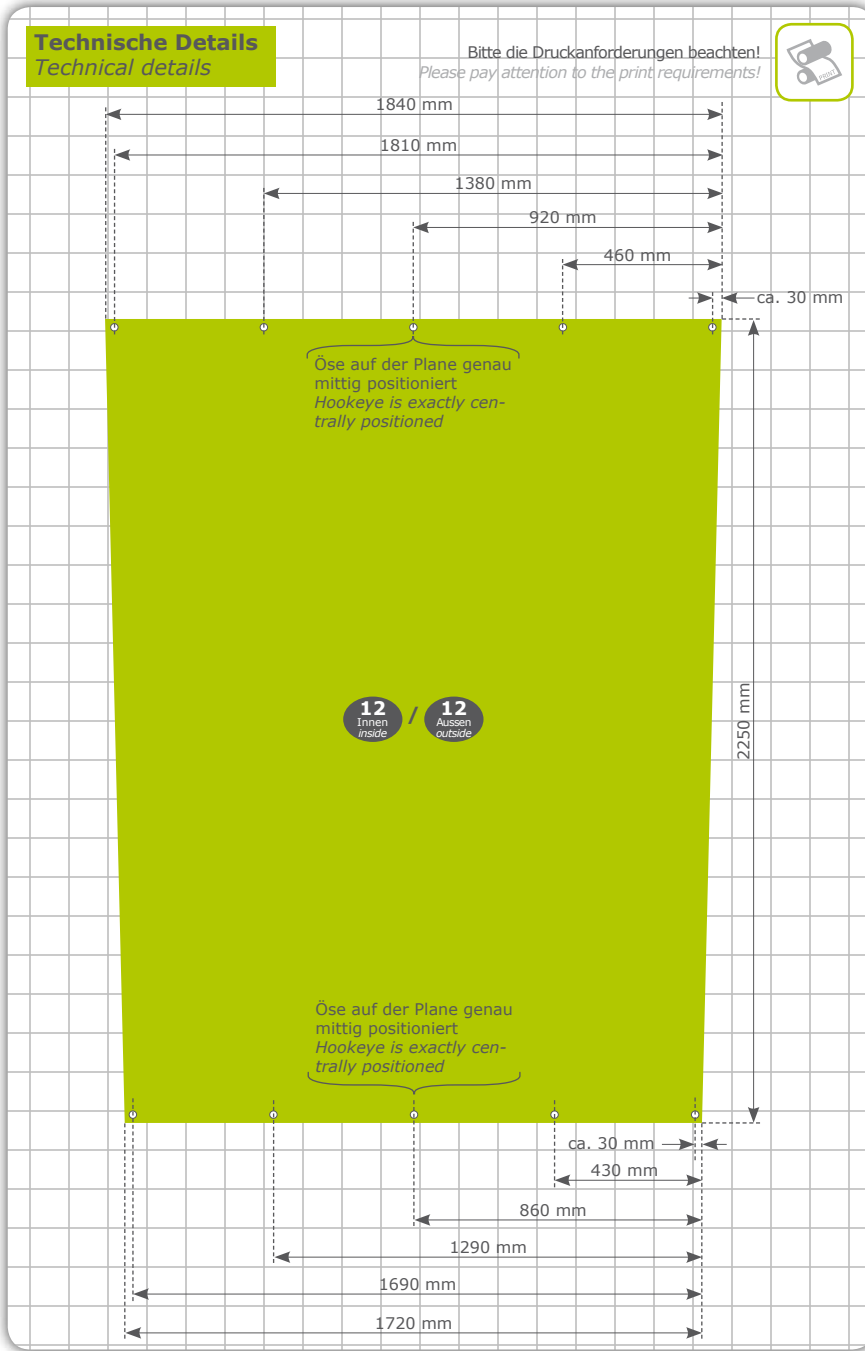 Technische Details
Technical details
Bitte die Druckanforderungen beachten!
Please pay attention to the print requirements!
PRINT
1840 mm
1810 mm
1380 mm
920 mm
460 mm
ca. 30 mm
Öse auf der Plane genau
mittig positioniert
Hookeye is exactly cen-
trally positioned
12
Innen
inside
/
12
Aussen
outside
2250 mm
Öse auf der Plane genau
mittig positioniert
Hookeye is exactly cen-
trally positioned
ca. 30 mm
430 mm
860 mm
1290 mm
1690 mm
1720 mm